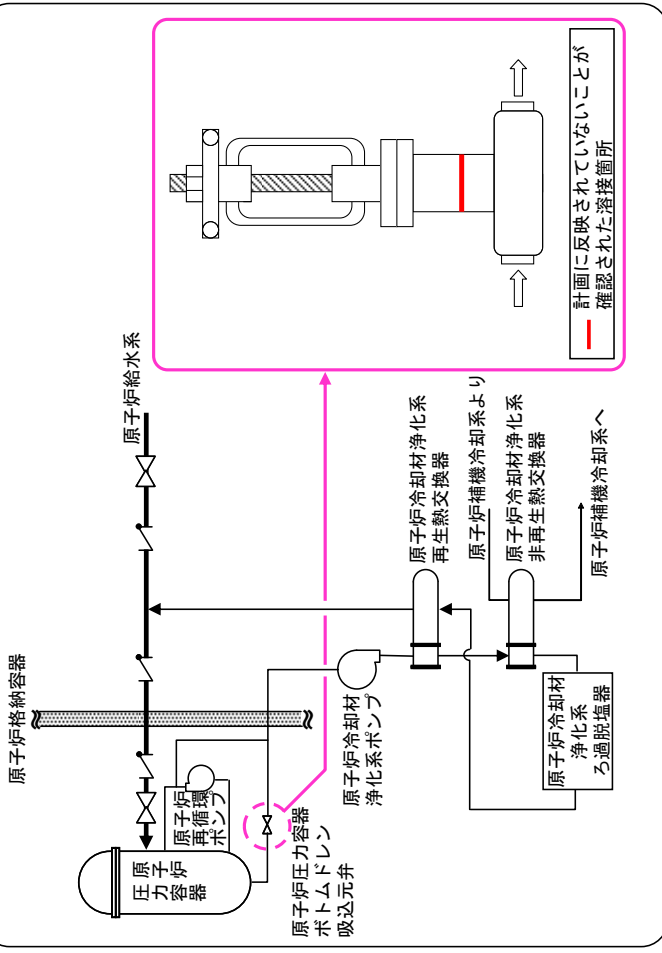 原子炉格納容器
原子炉給水系
原子炉
圧力容
器
原子炉
再循環
ポンプ
原子炉圧力容器
ボトムドレン
吸込元弁
原子炉冷却材
浄化系ポンプ
原子炉冷却材浄化系
再生熱交換器
原子炉補機冷却系より
原子炉冷却材浄化系
非再生熱交換器
原子炉補機冷却系へ
原子炉冷却材
浄化系
ろ過脱塩器
計画に反映されていないことが
確認された溶接箇所